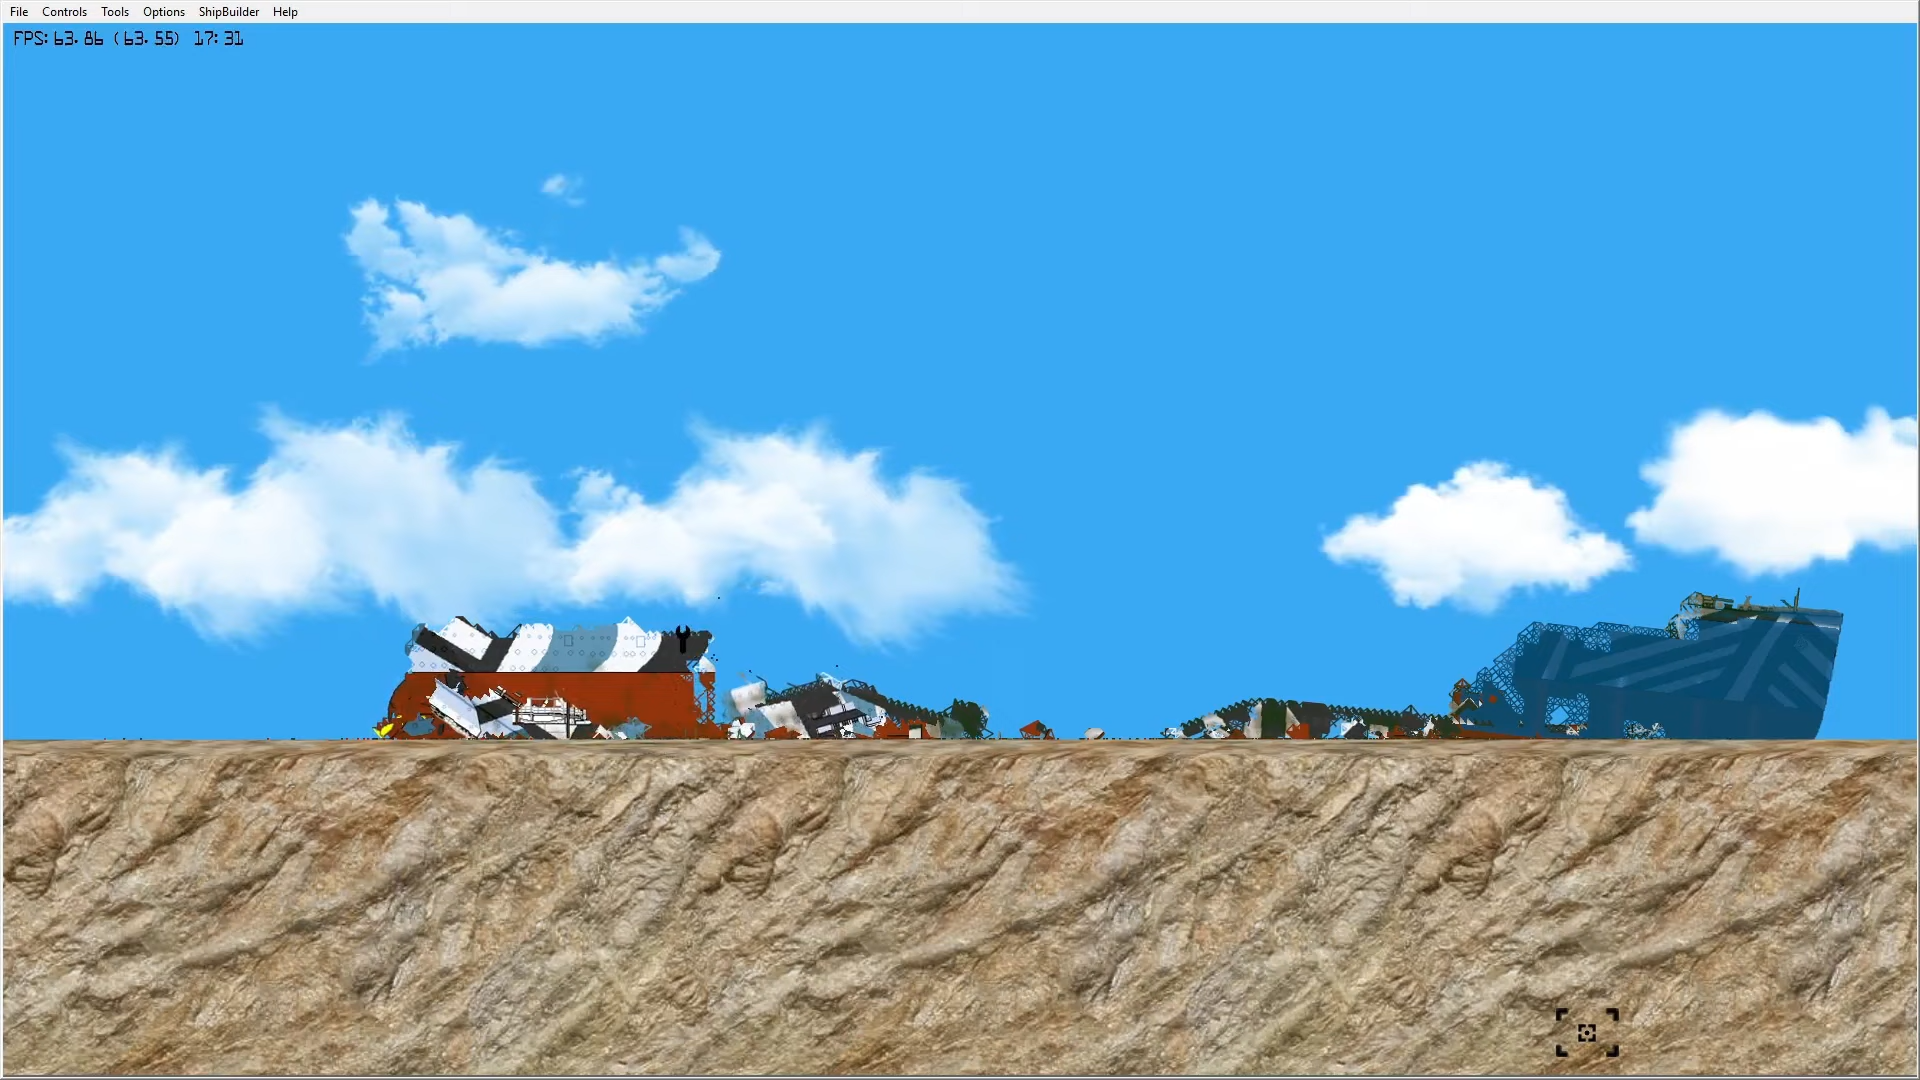 File Controls Tools Options ShipBuilder Help
FPS: 63.86 (63.55) 17:31